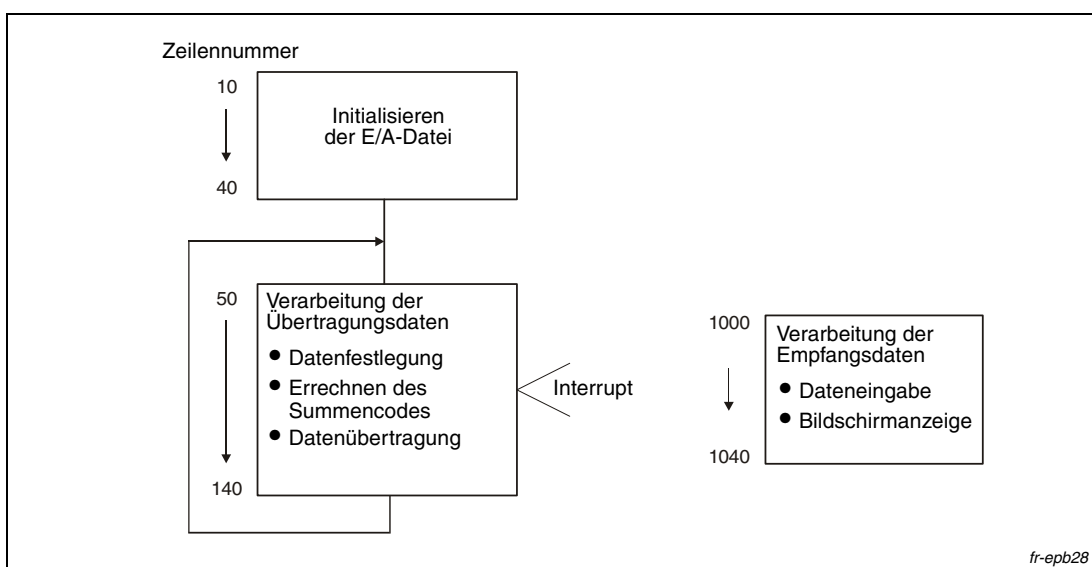 Zeilennummer
10
Initialisieren
der E/A-Datei
40
50
Verarbeitung der
Übertragungsdaten
● Datenfestlegung
● Errechnen des
Summencodes
● Datenübertragung
140
Interrupt
1000
Verarbeitung der
Empfangsdaten
● Dateneingabe
● Bildschirmanzeige
1040
fr-epb28